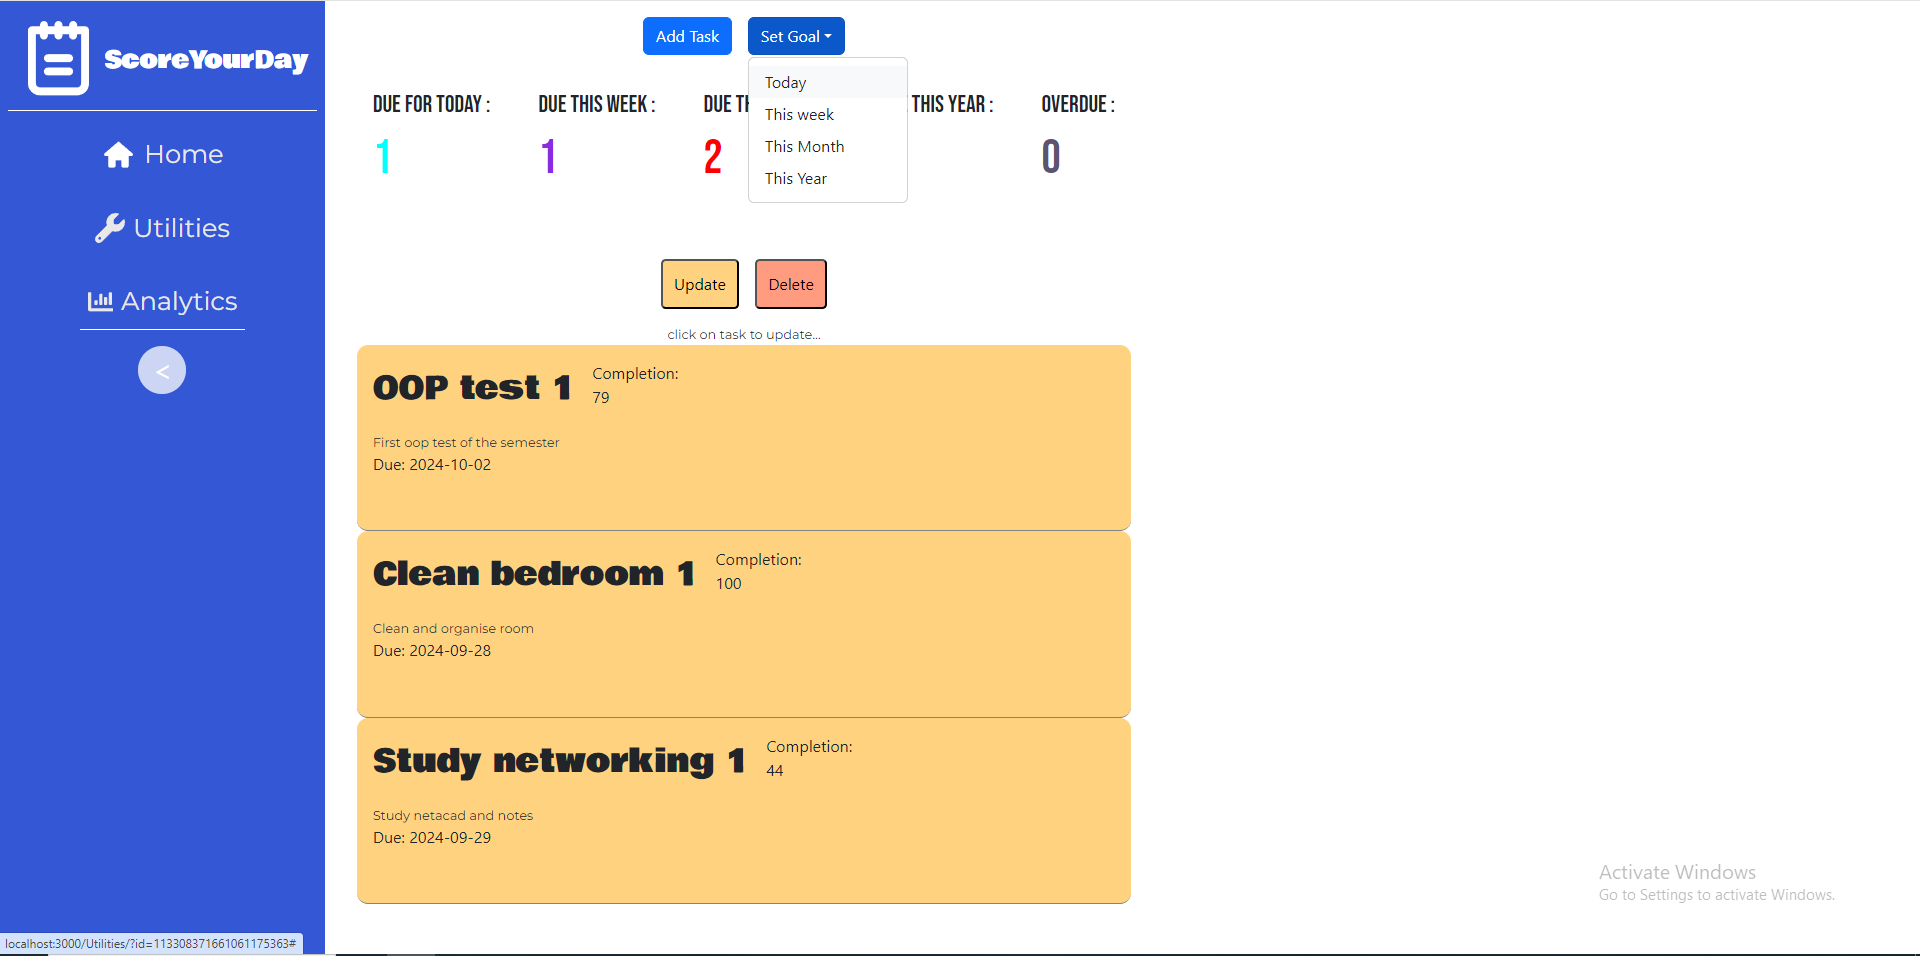 ScoreYourDay
Home
Utilities
Analytics
<
Add Task
Set Goal
Today
This week
This Month
This Year
DUE FOR TODAY :
1
DUE THIS WEEK :
1
DUE TH
2
THIS YEAR :
OVERDUE :
0
Update
Delete
click on task to update...
OOP test 1
Completion:
79
First oop test of the semester
Due: 2024-10-02
Clean bedroom 1
Completion:
100
Clean and organise room
Due: 2024-09-28
Study networking 1
Completion:
44
Study netacad and notes
Due: 2024-09-29
Activate Windows
Go to Settings to activate Windows.
localhost:3000/Utilities/?id=113308371661061175363#